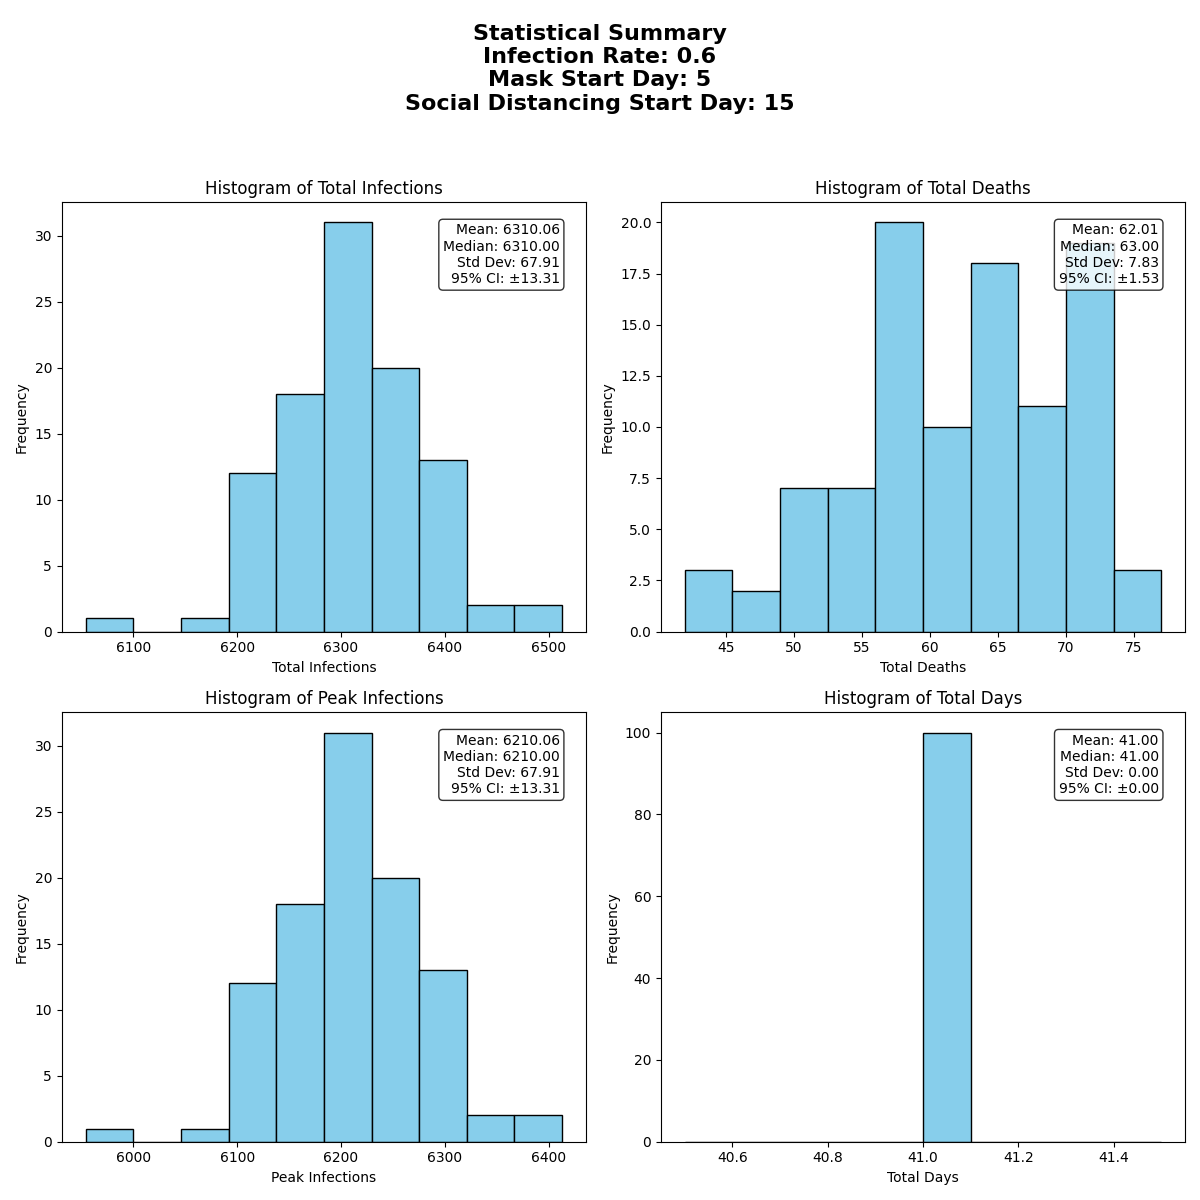 Statistical Summary
Infection Rate: 0.6
Mask Start Day: 5
Social Distancing Start Day: 15
Histogram of Total Infections
Mean: 6310.06
Median: 6310.00
Std Dev: 67.91
95% CI: ±13.31
Frequency
0
5
10
15
20
25
30
6100
6200
6300
6400
6500
Total Infections
Histogram of Total Deaths
Mean: 62.01
Median: 63.00
Std Dev: 7.83
95% CI: ±1.53
Frequency
0.0
2.5
5.0
7.5
10.0
12.5
15.0
17.5
20.0
45
50
55
60
65
70
75
Total Deaths
Histogram of Peak Infections
Mean: 6210.06
Median: 6210.00
Std Dev: 67.91
95% CI: ±13.31
Frequency
0
5
10
15
20
25
30
6000
6100
6200
6300
6400
Peak Infections
Histogram of Total Days
Mean: 41.00
Median: 41.00
Std Dev: 0.00
95% CI: ±0.00
Frequency
0
20
40
60
80
100
40.6
40.8
41.0
41.2
41.4
Total Days